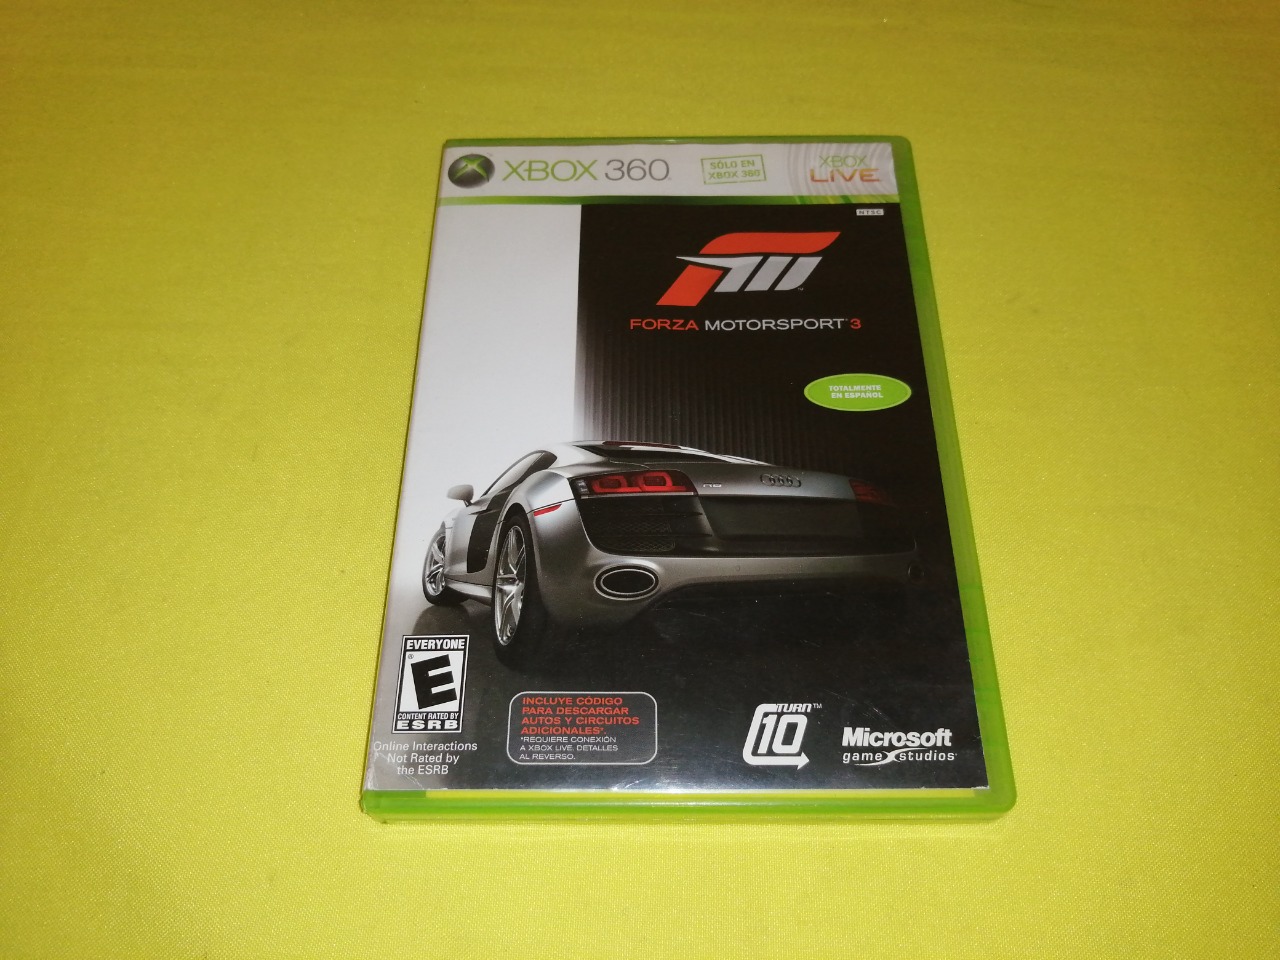 XBOX 360
SÓLO EN
XBOX 360
XBOX
LIVE
NTSC
FORZA MOTORSPORT 3
TOTALMENTE
EN ESPAÑOL
R8
EVERYONE
E
CONTENT RATED BY
ESRB
Online Interactions
Not Rated by
the ESRB
INCLUYE CÓDIGO
PARA DESCARGAR
AUTOS Y CIRCUITOS
ADICIONALES*.
*REQUIERE CONEXIÓN
A XBOX LIVE. DETALLES
AL REVERSO.
TURN™
10
Microsoft
game studios